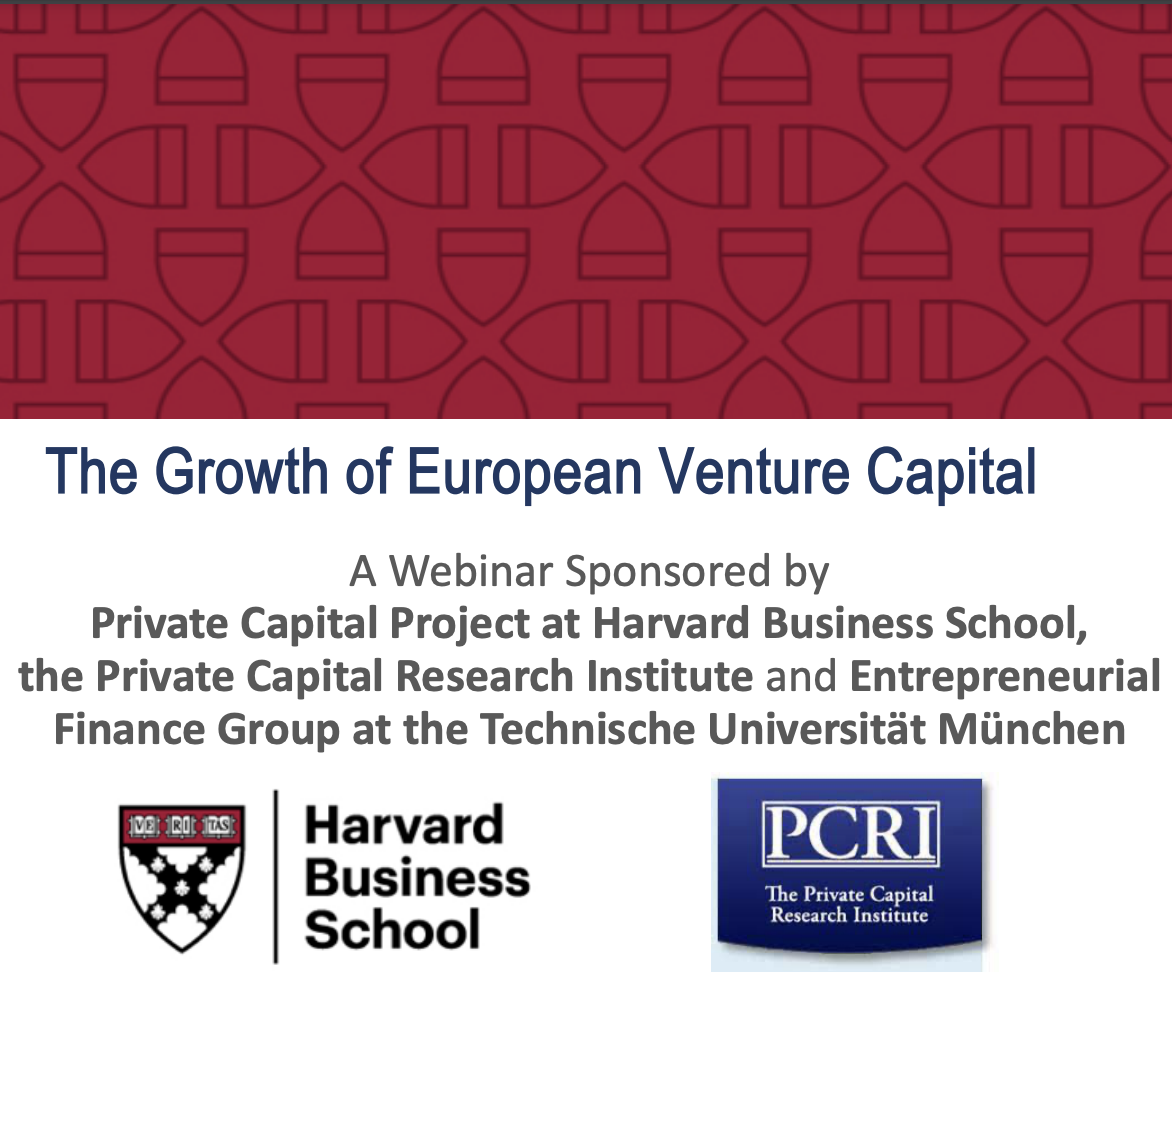 The Growth of European Venture Capital
A Webinar Sponsored by
Private Capital Project at Harvard Business School,
the Private Capital Research Institute and Entrepreneurial
Finance Group at the Technische Universität München
VE RI TAS
Harvard
Business
School
PCRI
The Private Capital
Research Institute